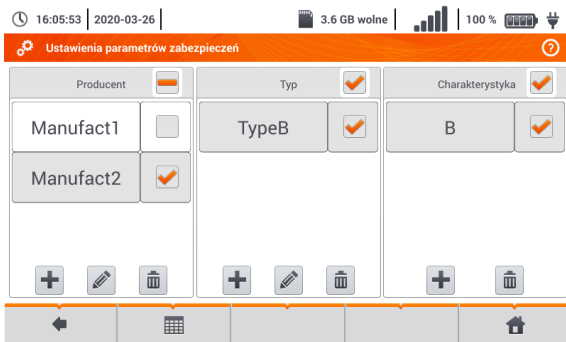 16:05:53 2020-03-26 3.6 GB wolne 100 %
Ustawienia parametrów zabezpieczeń ?
Producent Typ Charakterystyka
Manufact1 TypeB B
Manufact2